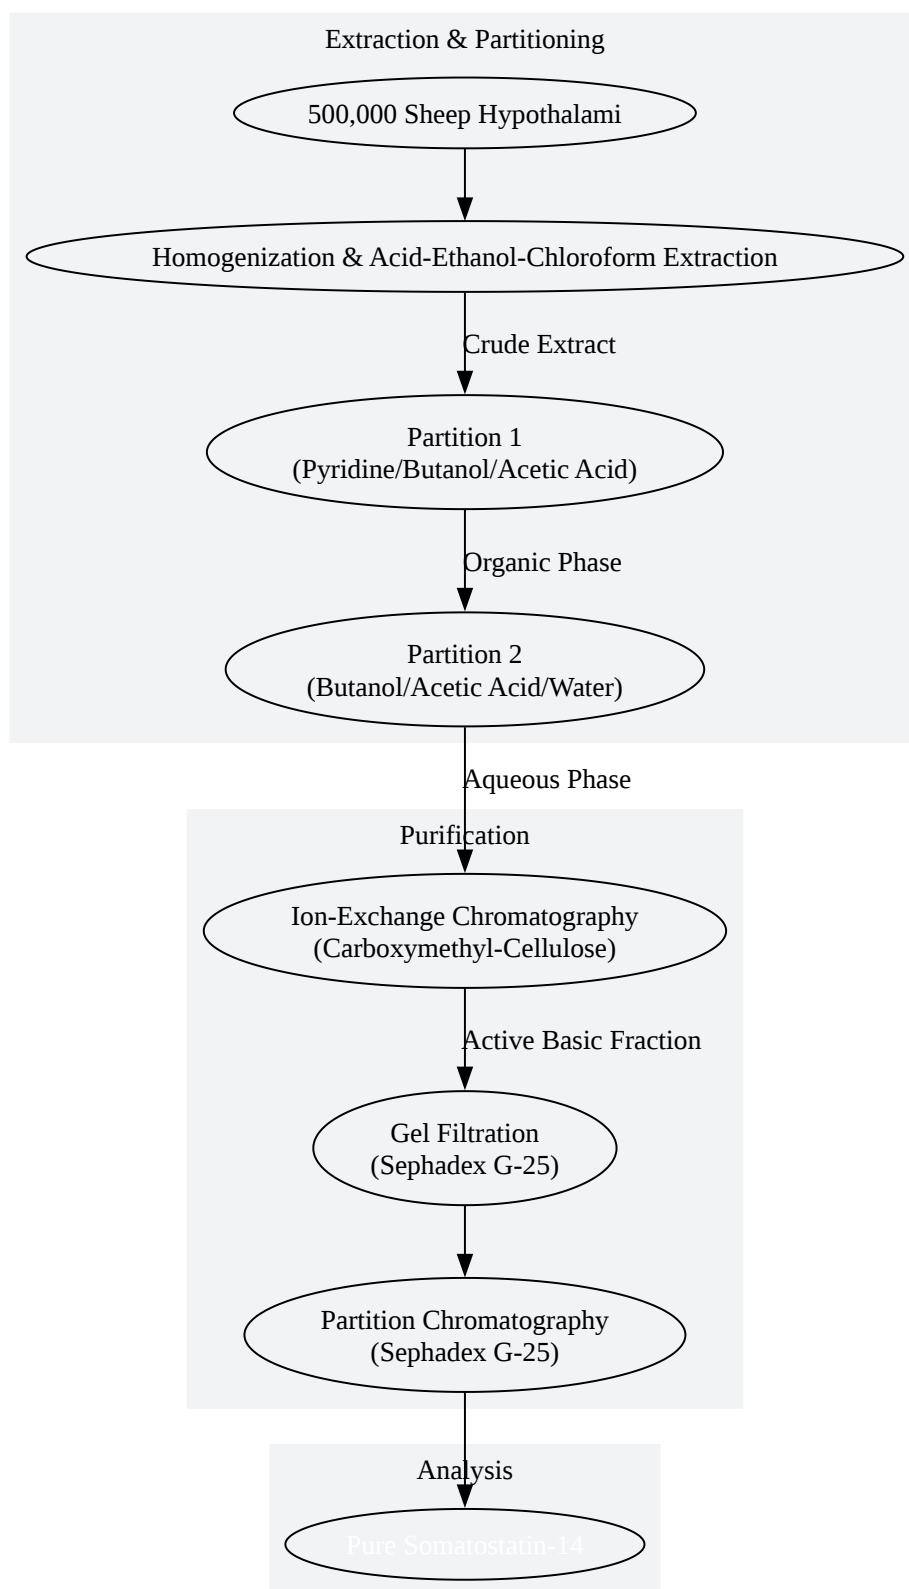 Extraction & Partitioning
500,000 Sheep Hypothalami
Homogenization & Acid-Ethanol-Chloroform Extraction
Crude Extract
Partition 1
(Pyridine/Butanol/Acetic Acid)
Organic Phase
Partition 2
(Butanol/Acetic Acid/Water)
Aqueous Phase
Purification
Ion-Exchange Chromatography
(Carboxymethyl-Cellulose)
Active Basic Fraction
Gel Filtration
(Sephadex G-25)
Partition Chromatography
(Sephadex G-25)
Analysis
Pure Somatostatin-14